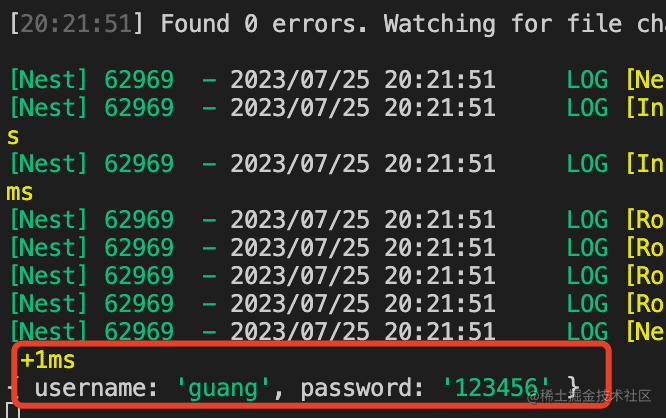 [20:21:51] Found 0 errors. Watching for file cha
[Nest] 62969  - 2023/07/25 20:21:51     LOG [Ne
[Nest] 62969  - 2023/07/25 20:21:51     LOG [In
s
[Nest] 62969  - 2023/07/25 20:21:51     LOG [In
ms
[Nest] 62969  - 2023/07/25 20:21:51     LOG [Ro
[Nest] 62969  - 2023/07/25 20:21:51     LOG [Ro
[Nest] 62969  - 2023/07/25 20:21:51     LOG [Ro
[Nest] 62969  - 2023/07/25 20:21:51     LOG [Ro
[Nest] 62969  - 2023/07/25 20:21:51     LOG [Ne
+1ms
{ username: 'guang', password: '123456' }
@稀土掘金技术社区